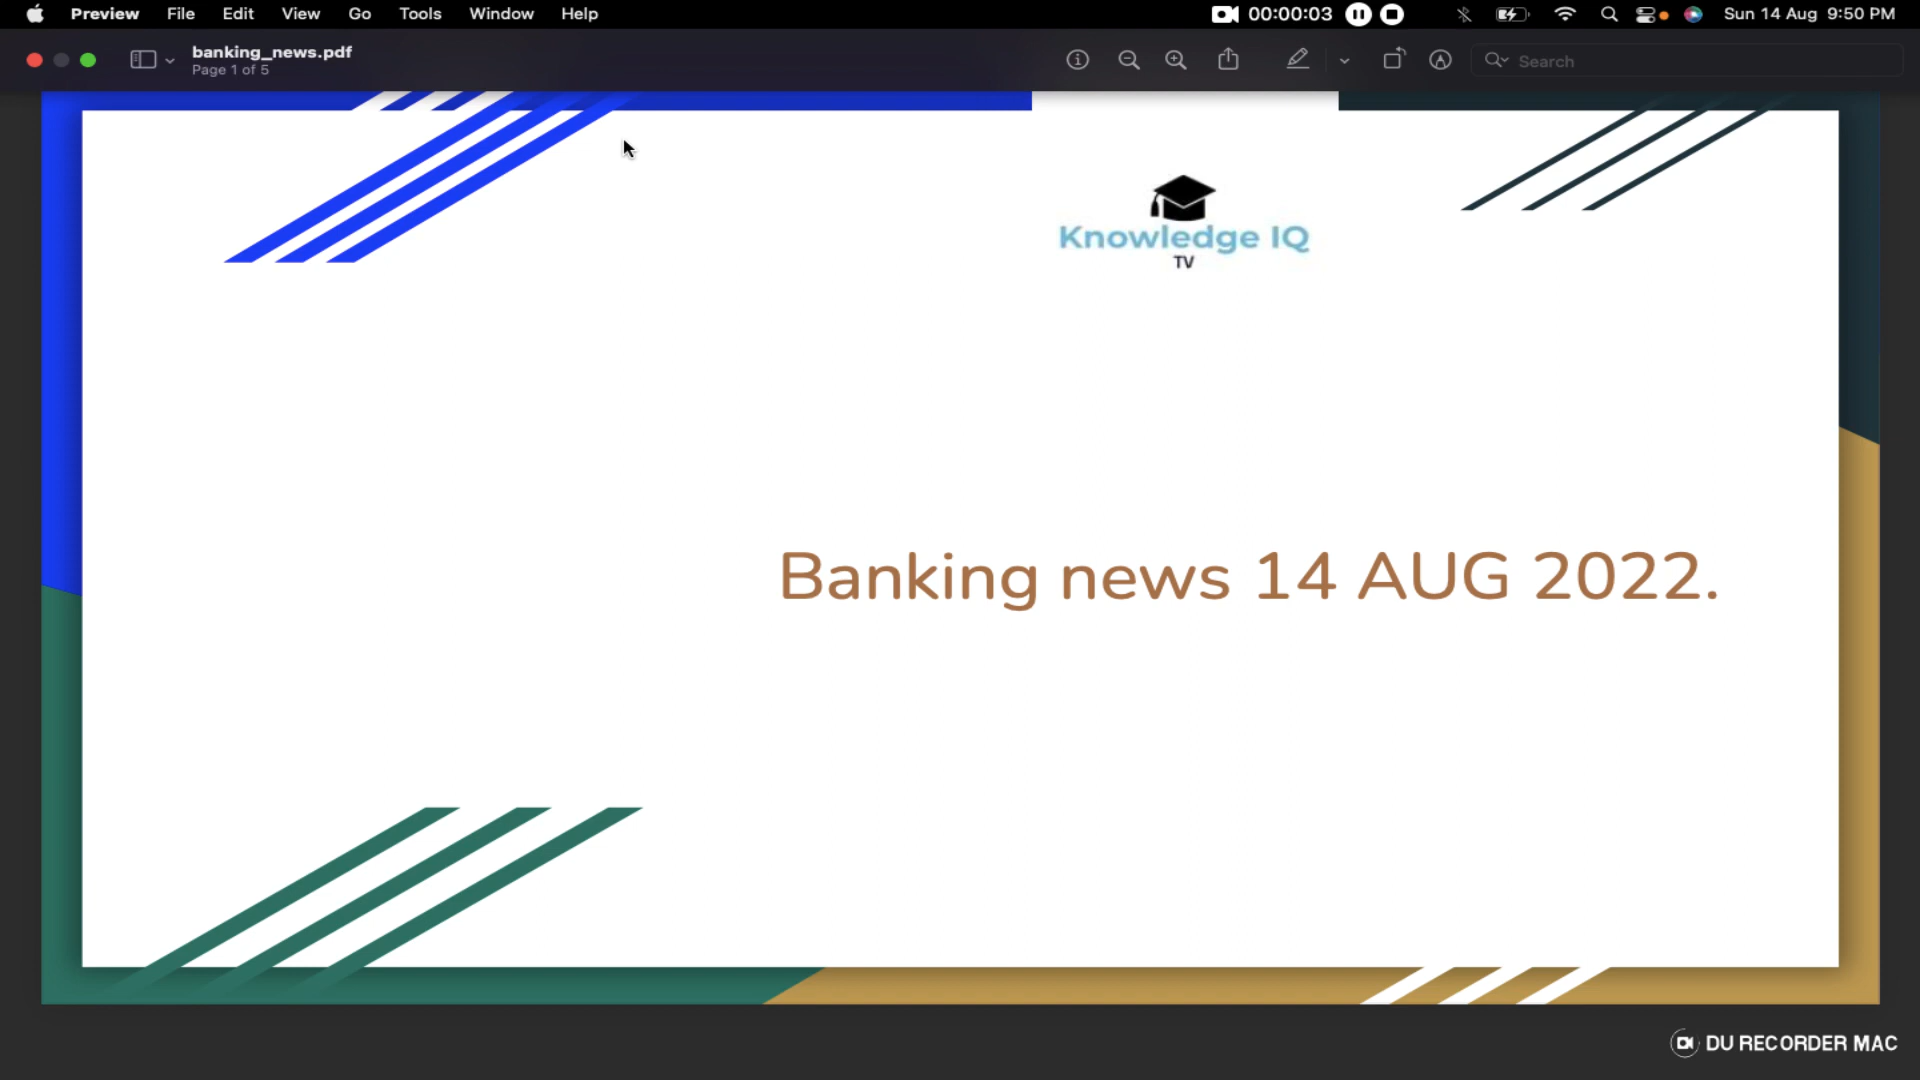 Preview File Edit View Go Tools Window Help 00:00:03 Sun 14 Aug 9:50 PM
banking_news.pdf
Page 1 of 5
Search
Knowledge IQ
TV
Banking news 14 AUG 2022.
DU RECORDER MAC